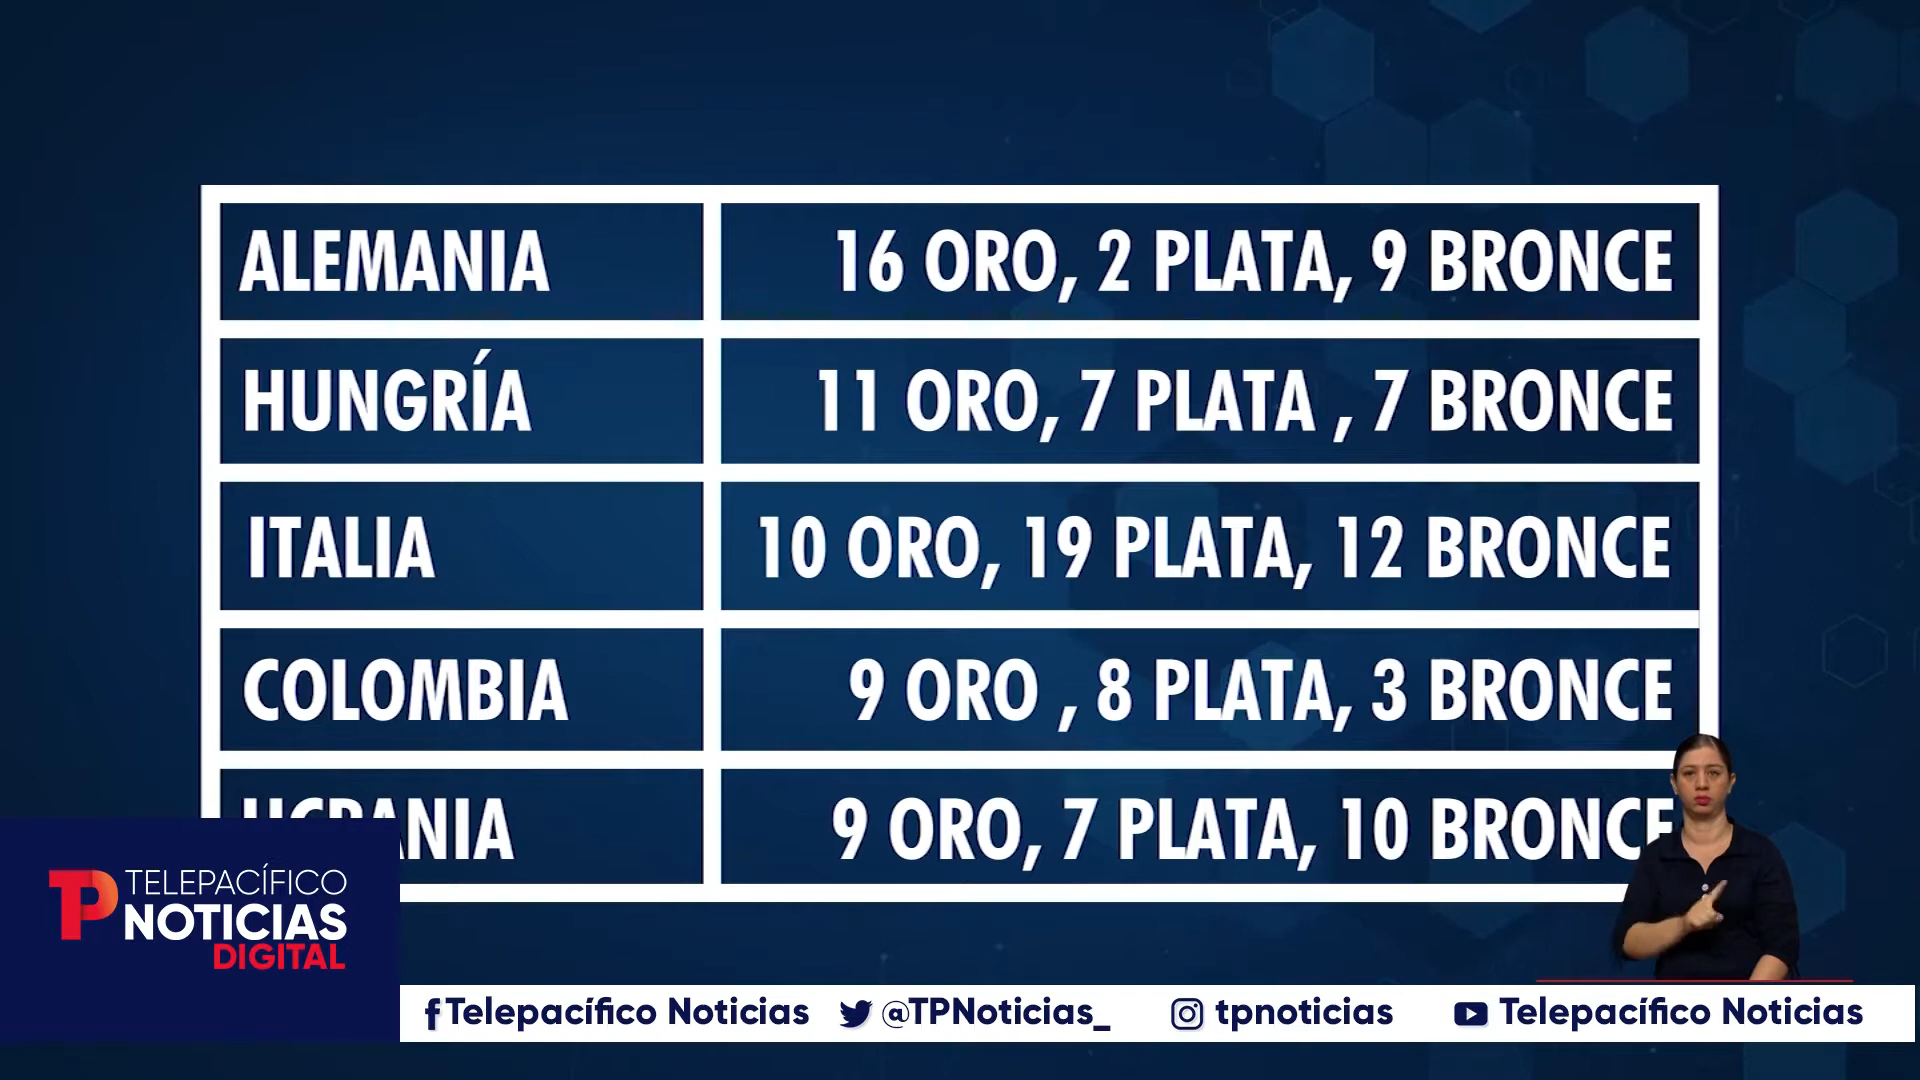 ALEMANIA 16 ORO, 2 PLATA, 9 BRONCE
HUNGRÍA 11 ORO, 7 PLATA , 7 BRONCE
ITALIA 10 ORO, 19 PLATA, 12 BRONCE
COLOMBIA 9 ORO , 8 PLATA, 3 BRONCE
UCRANIA 9 ORO, 7 PLATA, 10 BRONCE
TP TELEPACÍFICO
NOTICIAS
DIGITAL
Telepacífico Noticias @TPNoticias_ tpnoticias Telepacífico Noticias